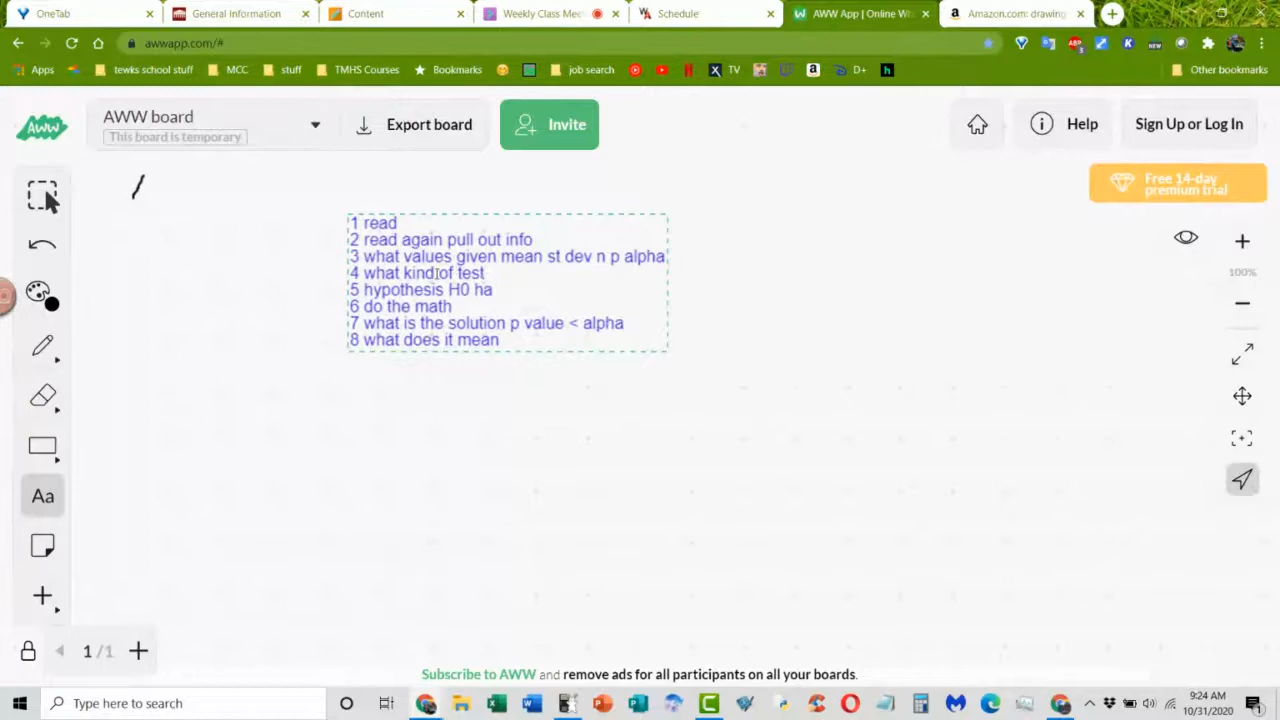 OneTab
General Information
Content
Weekly Class Mee
Schedule
AWW App | Online Wh
Amazon.com: drawing
awwapp.com/#
Apps
tewks school stuff
MCC
stuff
TMHS Courses
Bookmarks
job search
TV
D+
Other bookmarks
AWW
AWW board
This board is temporary
Export board
Invite
Help
Sign Up or Log In
Free 14-day
premium trial
1 read
2 read again pull out info
3 what values given mean st dev n p alpha
4 what kind of test
5 hypothesis H0 ha
6 do the math
7 what is the solution p value < alpha
8 what does it mean
100%
Aa
1 / 1
Subscribe to AWW and remove ads for all participants on all your boards.
Type here to search
9:24 AM
10/31/2020